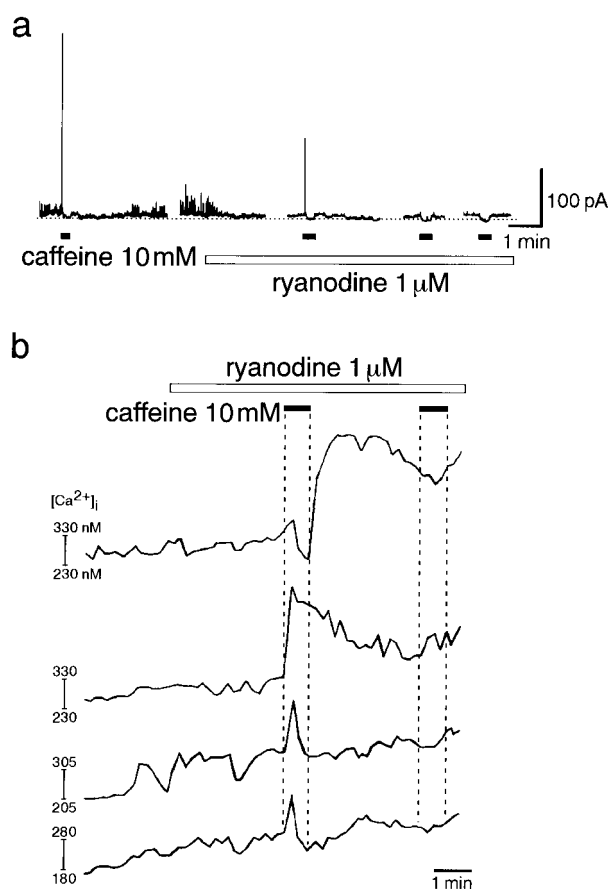 a
100 pA
1 min
caffeine 10 mM
ryanodine 1 µM
b
ryanodine 1 µM
caffeine 10 mM
[Ca2+]i
330 nM
230 nM
330
230
305
205
280
180
1 min